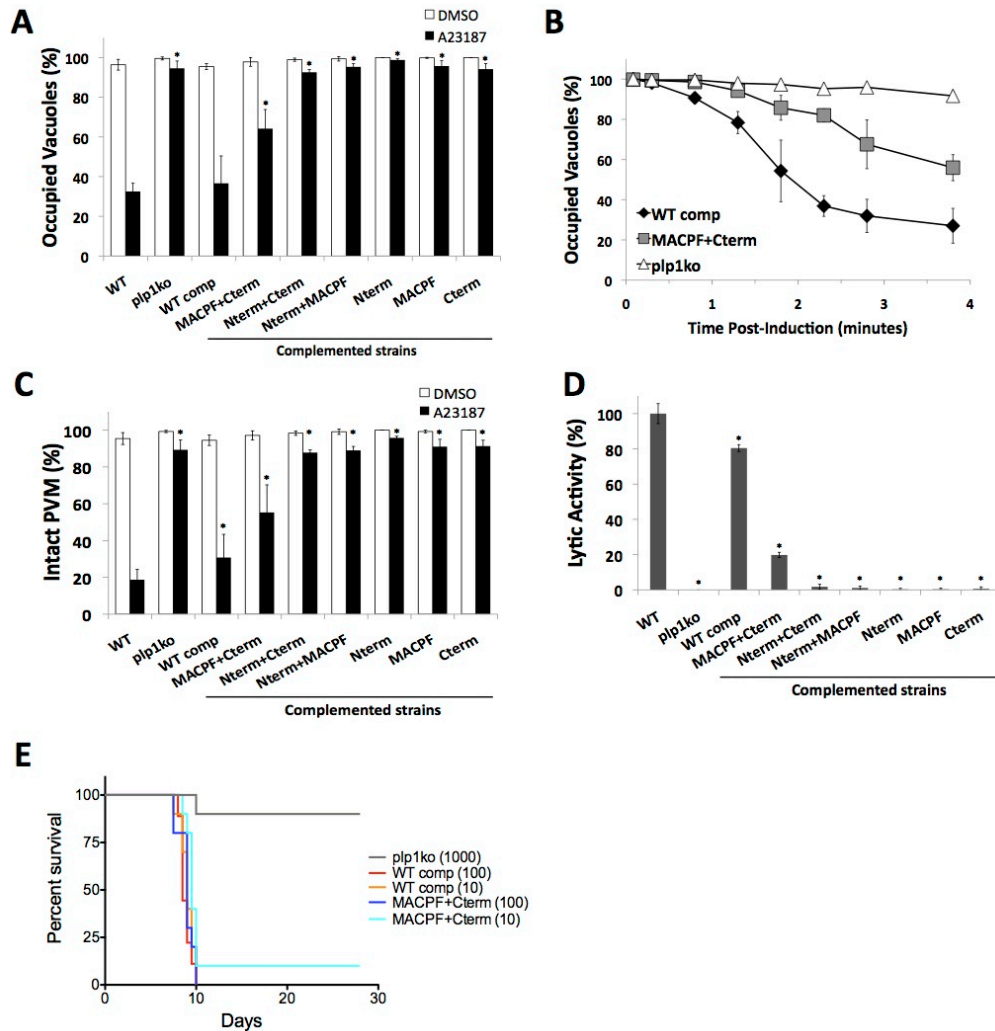 A
DMSO
A23187
Occupied Vacuoles (%)
100
80
60
40
20
0
* * * * * * *
WT
plp1ko
WT comp
MACPF+Cterm
Nterm+Cterm
Nterm+MACPF
Nterm
MACPF
Cterm
Complemented strains
B
Occupied Vacuoles (%)
100
80
60
40
20
0
WT comp
MACPF+Cterm
plp1ko
0 1 2 3 4
Time Post-Induction (minutes)
C
DMSO
A23187
Intact PVM (%)
100
80
60
40
20
0
* * * * * * * *
WT
plp1ko
WT comp
MACPF+Cterm
Nterm+Cterm
Nterm+MACPF
Nterm
MACPF
Cterm
Complemented strains
D
Lytic Activity (%)
100
80
60
40
20
0
* * * * * * * *
WT
plp1ko
WT comp
MACPF+Cterm
Nterm+Cterm
Nterm+MACPF
Nterm
MACPF
Cterm
Complemented strains
E
Percent survival
100
75
50
25
0
0 10 20 30
Days
plp1ko (1000)
WT comp (100)
WT comp (10)
MACPF+Cterm (100)
MACPF+Cterm (10)